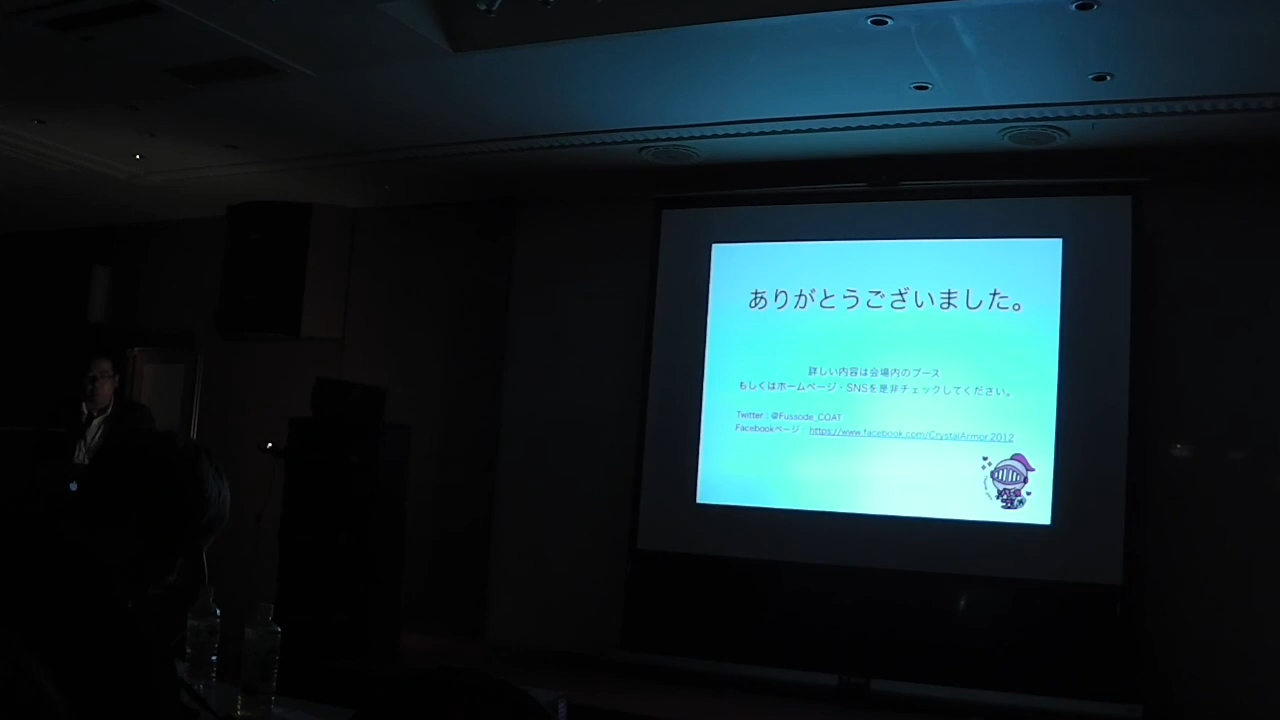 ありがとうございました。
詳しい内容は会場内のブース
もしくはホームページ・SNSを是非チェックしてください。
Twitter：@Fussode_COAT
Facebookページ： https://www.facebook.com/CrystalArmor.2012